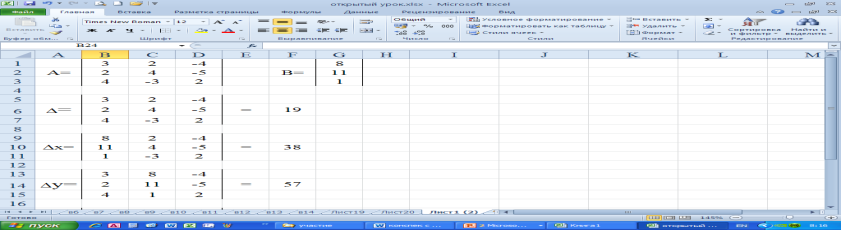 открытый урок.xlsx - Microsoft Excel
Файл Главная Вставка Разметка страницы Формулы Данные Рецензирование Вид
Times New Roman 12 Общий Условное форматирование Вставить Σ
Вставить Ж К Ч % 000 Форматировать как таблицу Удалить Сортировка и фильтр Найти и выделить
Стили ячеек Формат
Буфер обм... Шрифт Выравнивание Число Стили Ячейки Редактирование
B24 fx
A B C D E F G H I J K L M
1 3 2 -4 8
2 A= 2 4 -5 B= 11
3 4 -3 2 1
4
5 3 2 -4
6 Δ= 2 4 -5 = 19
7 4 -3 2
8
9 8 2 -4
10 Δx= 11 4 -5 = 38
11 1 -3 2
12
13 3 8 -4
14 Δy= 2 11 -5 = 57
15 4 1 2
16
в6 в7 в8 в9 в10 в11 в12 в13 в14 Лист19 Лист20 Лист1 (2)
Готово 145%
пуск участие конспек с ... 2 Micros... Книга1 открытый ... EN 8:16